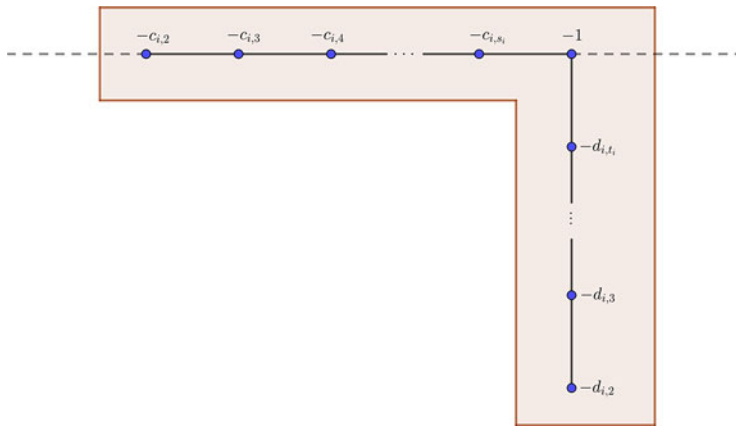 −c_{i,2} −c_{i,3} −c_{i,4} ... −c_{i,s_i} −1
−d_{i,t_i}
⋮
−d_{i,3}
−d_{i,2}